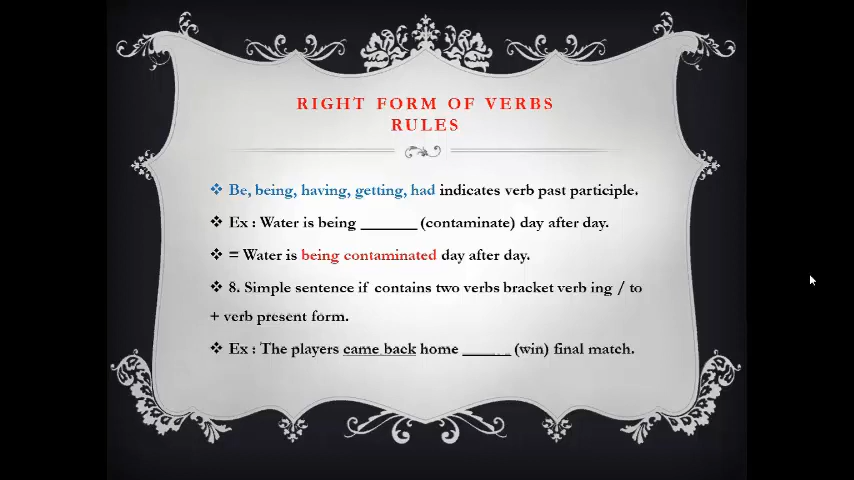 RIGHT FORM OF VERBS
RULES
Be, being, having, getting, had indicates verb past participle.
Ex : Water is being ______ (contaminate) day after day.
= Water is being contaminated day after day.
8. Simple sentence if contains two verbs bracket verb ing / to
+ verb present form.
Ex : The players came back home ______ (win) final match.